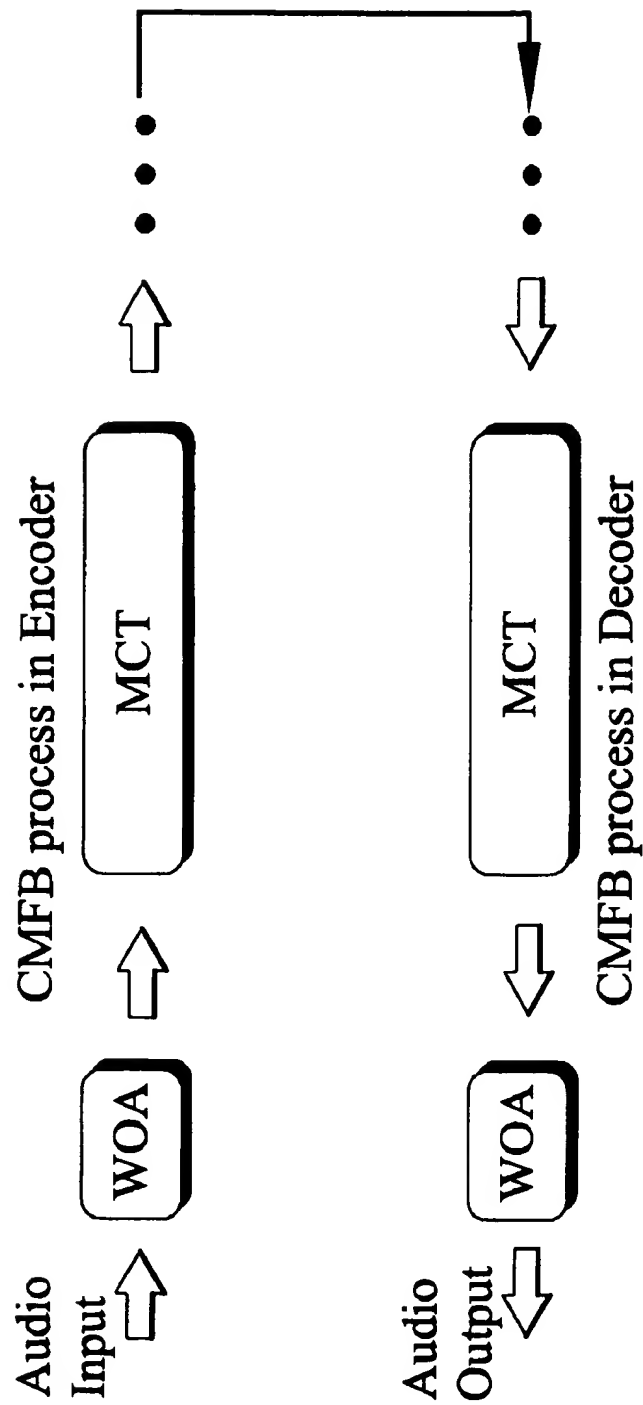 CMFB process in Encoder
Audio
Input
WOA
MCT
Audio
Output
WOA
MCT
CMFB process in Decoder